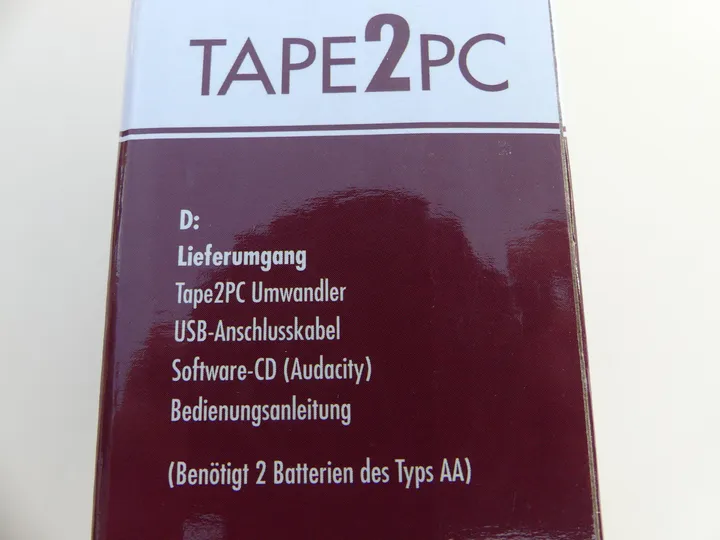 TAPE2PC
D:
Lieferumgang
Tape2PC Umwandler
USB-Anschlusskabel
Software-CD (Audacity)
Bedienungsanleitung
(Benötigt 2 Batterien des Typs AA)